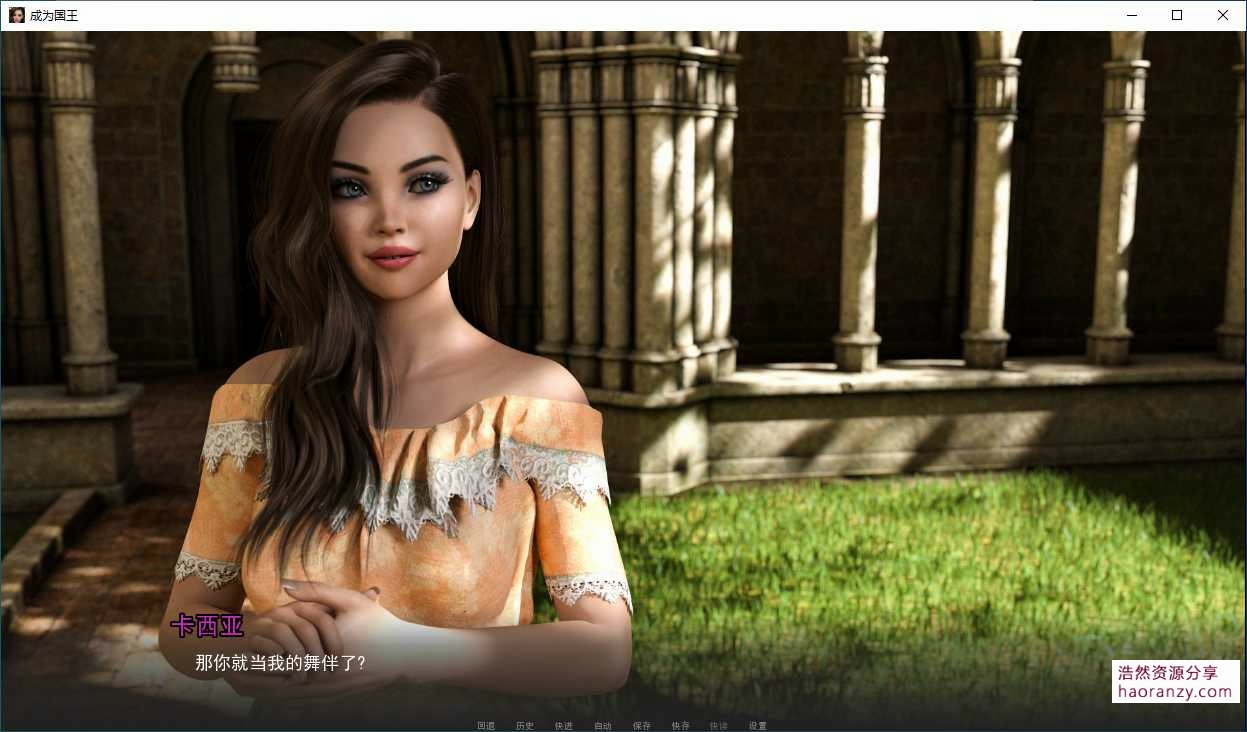 成为国王
卡西亚
那你就当我的舞伴了?
浩然资源分享
haoranzy.com
回退 历史 快进 自动 保存 快存 快读 设置